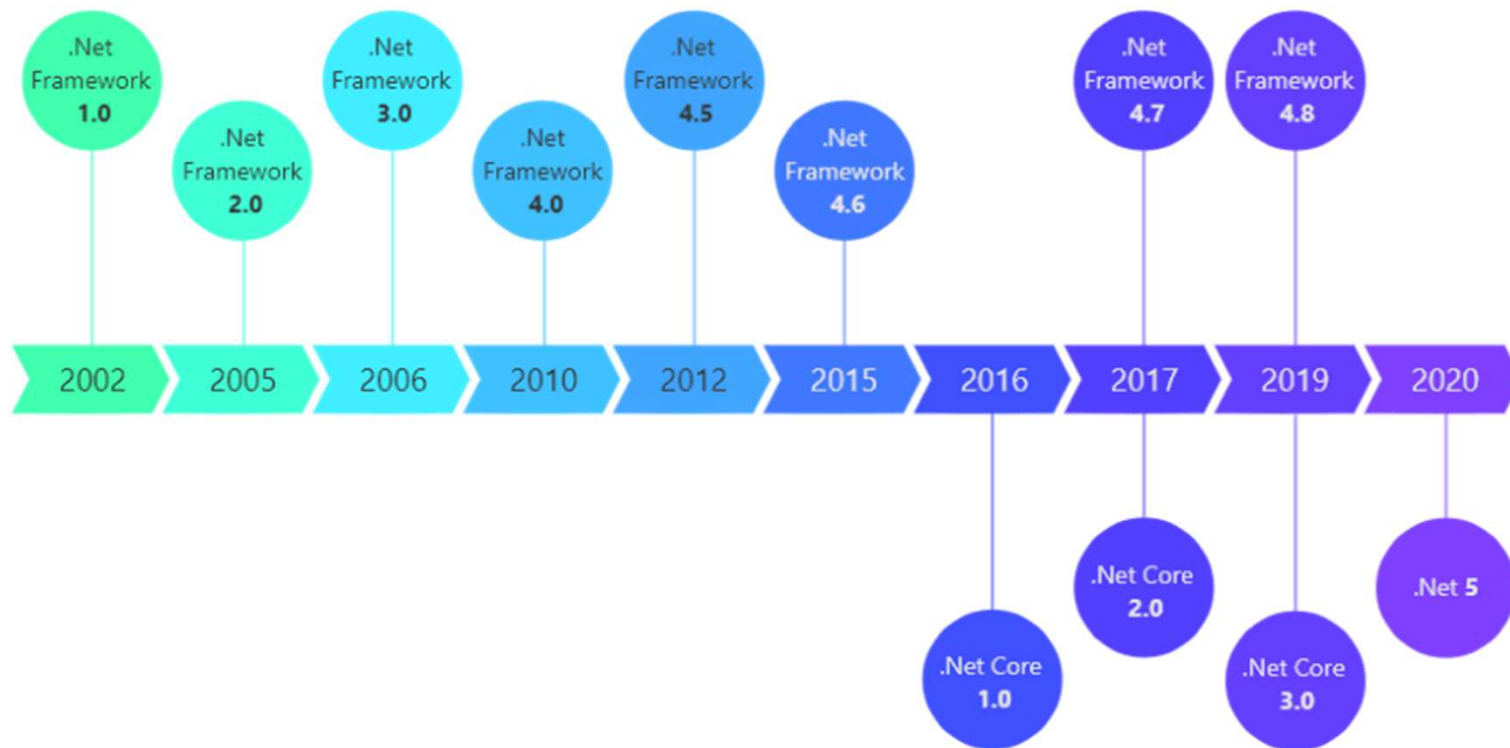 .Net
Framework
1.0
.Net
Framework
2.0
.Net
Framework
3.0
.Net
Framework
4.0
.Net
Framework
4.5
.Net
Framework
4.6
.Net
Framework
4.7
.Net
Framework
4.8
2002
2005
2006
2010
2012
2015
2016
2017
2019
2020
.Net Core
1.0
.Net Core
2.0
.Net Core
3.0
.Net 5